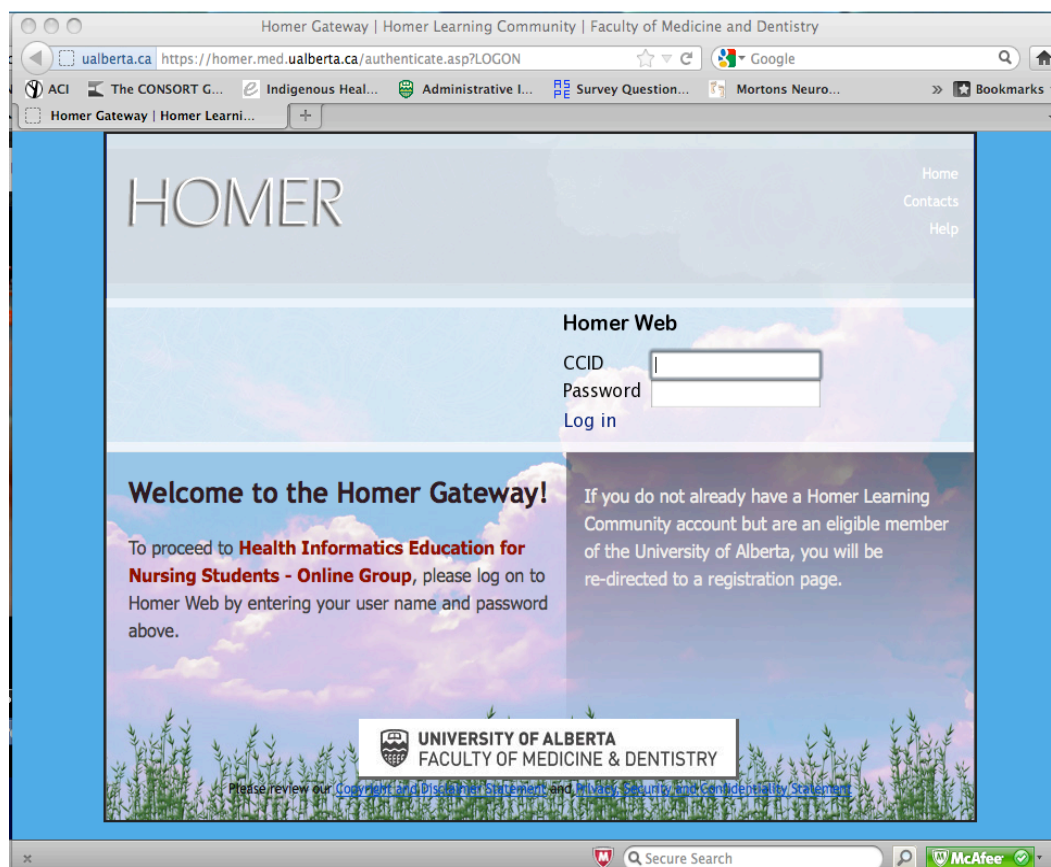 Homer Gateway | Homer Learning Community | Faculty of Medicine and Dentistry
ualberta.ca https://homer.med.ualberta.ca/authenticate.asp?LOGON Google
ACI The CONSORT G... Indigenous Heal... Administrative I... Survey Question... Mortons Neuro... » Bookmarks
Homer Gateway | Homer Learni... +
HOMER
Home
Contacts
Help
Homer Web
CCID
Password
Log in
Welcome to the Homer Gateway!
To proceed to Health Informatics Education for
Nursing Students - Online Group, please log on to
Homer Web by entering your user name and password
above.
If you do not already have a Homer Learning
Community account but are an eligible member
of the University of Alberta, you will be
re-directed to a registration page.
UNIVERSITY OF ALBERTA
FACULTY OF MEDICINE & DENTISTRY
Please review our Copyright and Disclaimer Statement and Privacy, Security and Confidentiality Statement
Secure Search McAfee